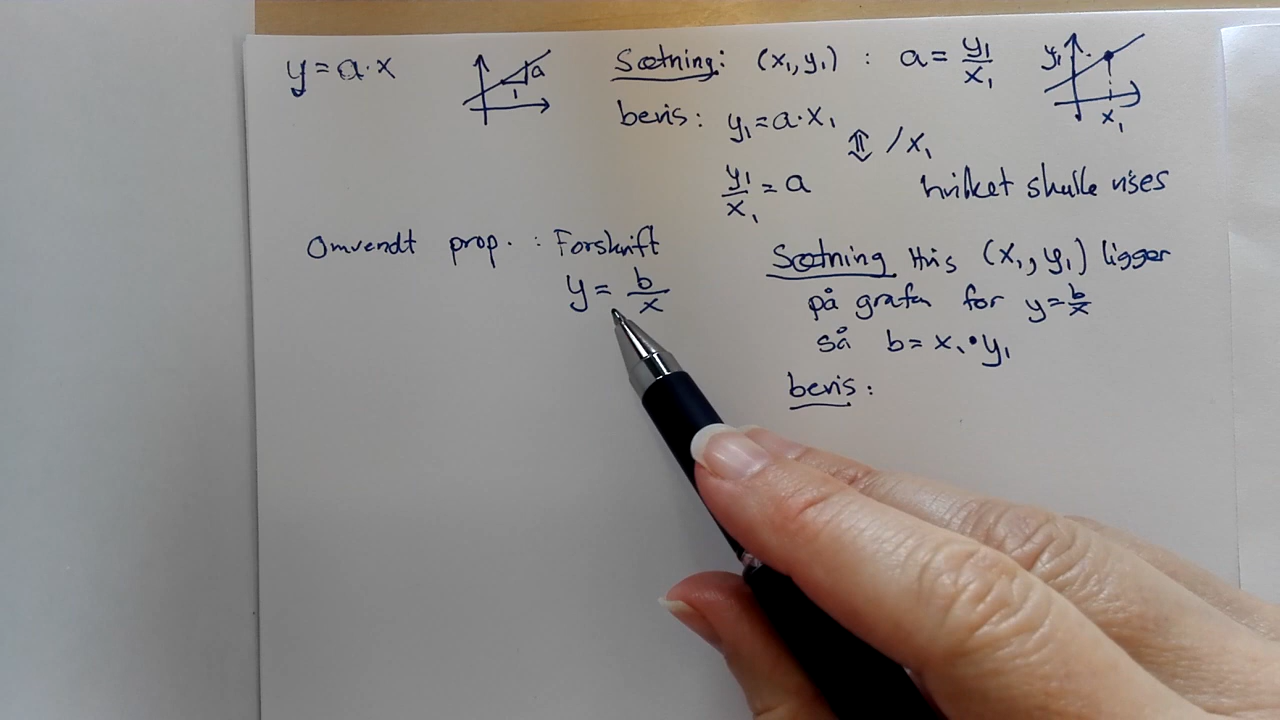 y = a · x
a
1
Sætning: (x₁, y₁) : a = y₁/x₁
y₁
x₁
bevis: y₁ = a · x₁
⇕ /x₁
y₁/x₁ = a hvilket skulle vises
Omvendt prop. : Forskrift
y = b/x
Sætning Hvis (x₁, y₁) ligger
på grafen for y = b/x
så b = x₁ · y₁
bevis :